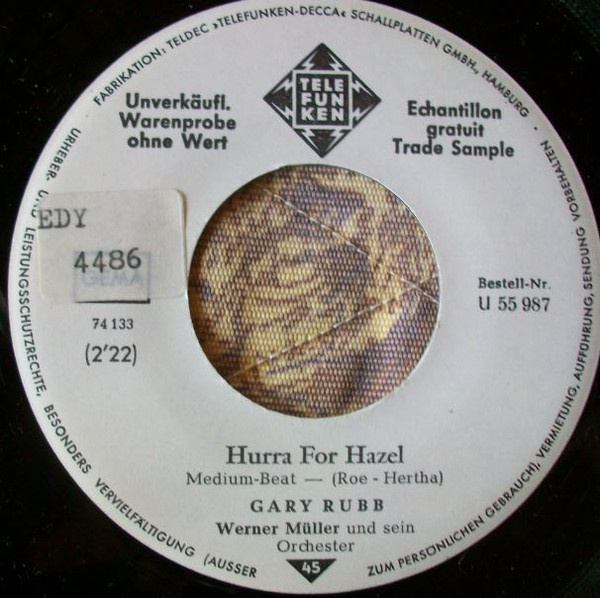 FABRIKATION: TELDEC »TELEFUNKEN-DECCA« SCHALLPLATTEN GMBH, HAMBURG ·
TELE
FUN
KEN
Unverkäufl.
Warenprobe
ohne Wert
Echantillon
gratuit
Trade Sample
EDY
4486
GEMA
74 133
(2'22)
Bestell-Nr.
U 55 987
Hurra For Hazel
Medium-Beat — (Roe - Hertha)
GARY RUBB
Werner Müller und sein
Orchester
45
URHEBER- UND LEISTUNGSSCHUTZRECHTE, BESONDERS VERVIELFÄLTIGUNG (AUSSER ZUM PERSÖNLICHEN GEBRAUCH), VERMIETUNG, AUFFÜHRUNG, SENDUNG VORBEHALTEN